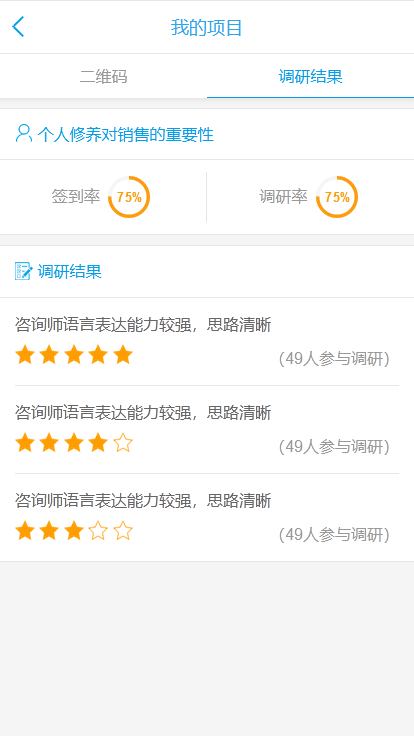 我的项目
二维码 调研结果
个人修养对销售的重要性
签到率 75% 调研率 75%
调研结果
咨询师语言表达能力较强，思路清晰
（49人参与调研）
咨询师语言表达能力较强，思路清晰
（49人参与调研）
咨询师语言表达能力较强，思路清晰
（49人参与调研）